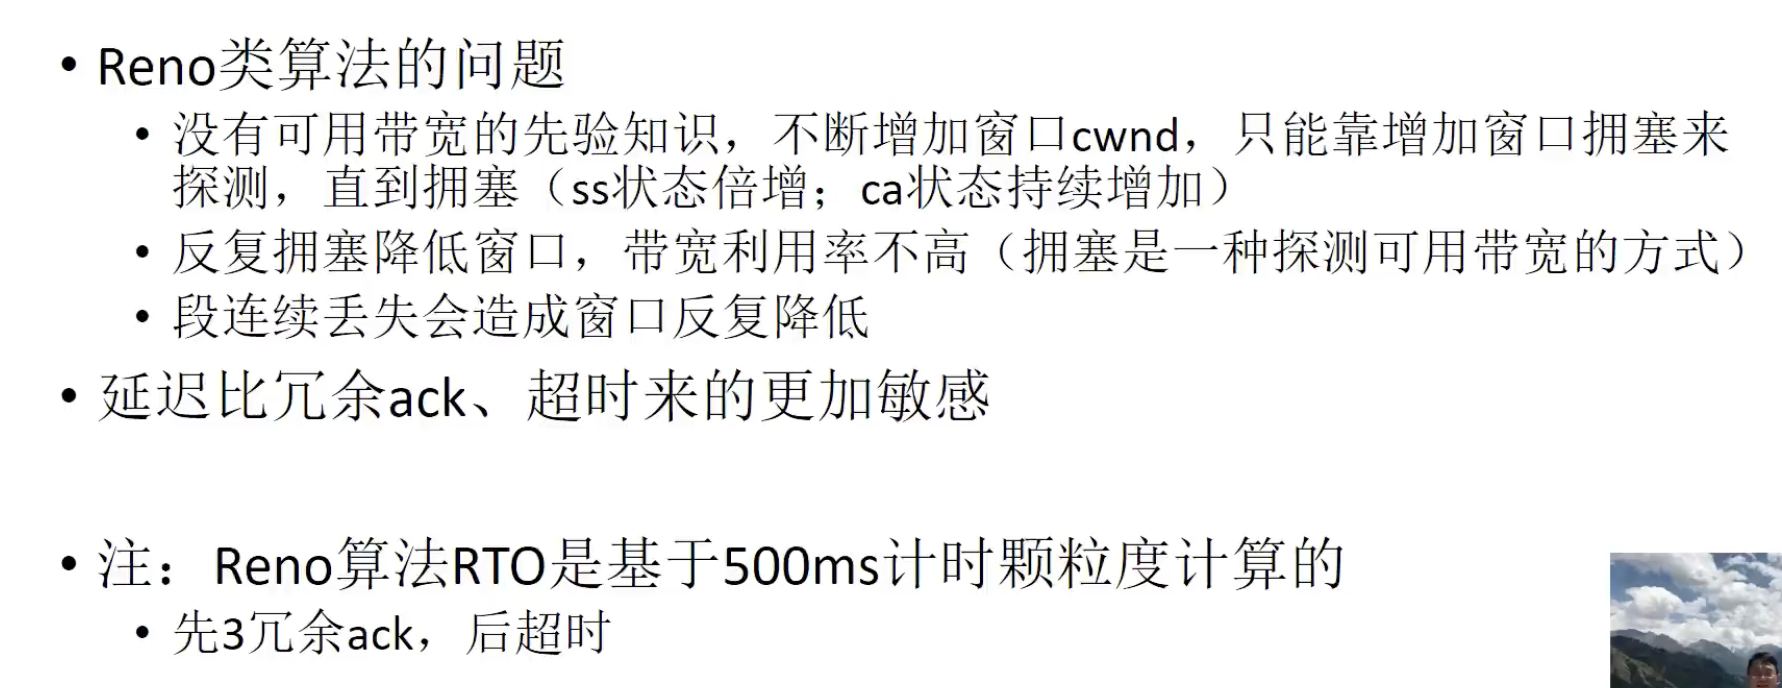 • Reno类算法的问题
• 没有可用带宽的先验知识，不断增加窗口cwnd，只能靠增加窗口拥塞来
探测，直到拥塞（ss状态倍增；ca状态持续增加）
• 反复拥塞降低窗口，带宽利用率不高（拥塞是一种探测可用带宽的方式）
• 段连续丢失会造成窗口反复降低
• 延迟比冗余ack、超时来的更加敏感
• 注：Reno算法RTO是基于500ms计时颗粒度计算的
• 先3冗余ack，后超时